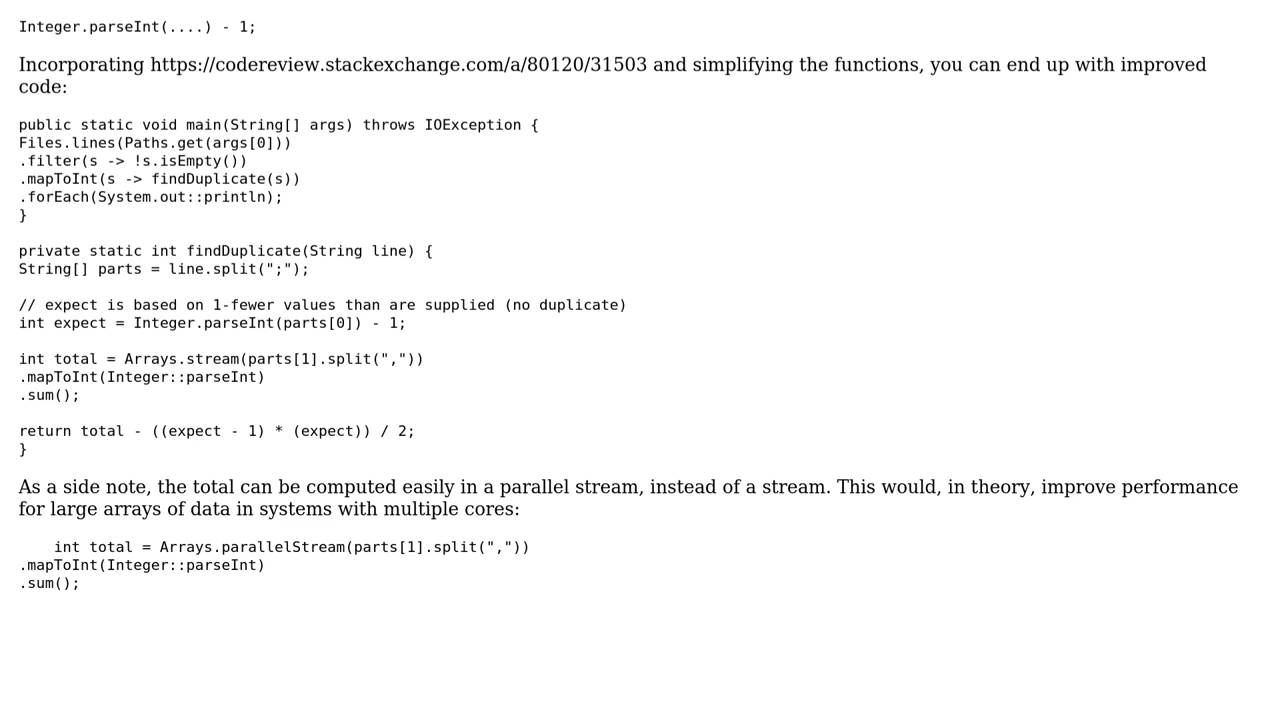 Integer.parseInt(....) - 1;
Incorporating https://codereview.stackexchange.com/a/80120/31503 and simplifying the functions, you can end up with improved
code:
public static void main(String[] args) throws IOException {
Files.lines(Paths.get(args[0]))
.filter(s -> !s.isEmpty())
.mapToInt(s -> findDuplicate(s))
.forEach(System.out::println);
}
private static int findDuplicate(String line) {
String[] parts = line.split(";");
// expect is based on 1-fewer values than are supplied (no duplicate)
int expect = Integer.parseInt(parts[0]) - 1;
int total = Arrays.stream(parts[1].split(","))
.mapToInt(Integer::parseInt)
.sum();
return total - ((expect - 1) * (expect)) / 2;
}
As a side note, the total can be computed easily in a parallel stream, instead of a stream. This would, in theory, improve performance
for large arrays of data in systems with multiple cores:
    int total = Arrays.parallelStream(parts[1].split(","))
.mapToInt(Integer::parseInt)
.sum();